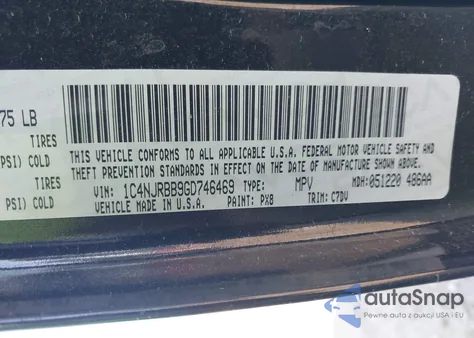 75 LB
TIRES
PSI) COLD
TIRES
PSI) COLD
THIS VEHICLE CONFORMS TO ALL APPLICABLE U.S.A. FEDERAL MOTOR VEHICLE SAFETY AND
THEFT PREVENTION STANDARDS IN EFFECT ON THE DATE OF MANUFACTURE SHOWN ABOVE.
VIN: 1C4NJRBB9GD746469 TYPE: MPV MDH: 051220 486AA
VEHICLE MADE IN U.S.A. PAINT: PX8 TRIM: C7DV
autoSnap
Pewne auta z aukcji USA i EU